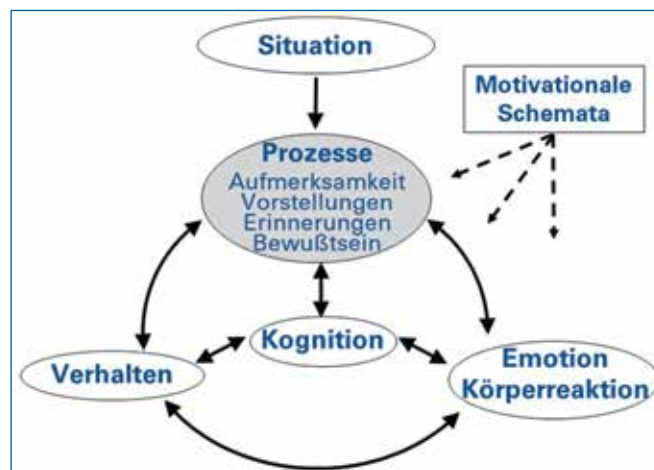 Situation
Motivationale
Schemata
Prozesse
Aufmerksamkeit
Vorstellungen
Erinnerungen
Bewußtsein
Kognition
Verhalten
Emotion
Körperreaktion